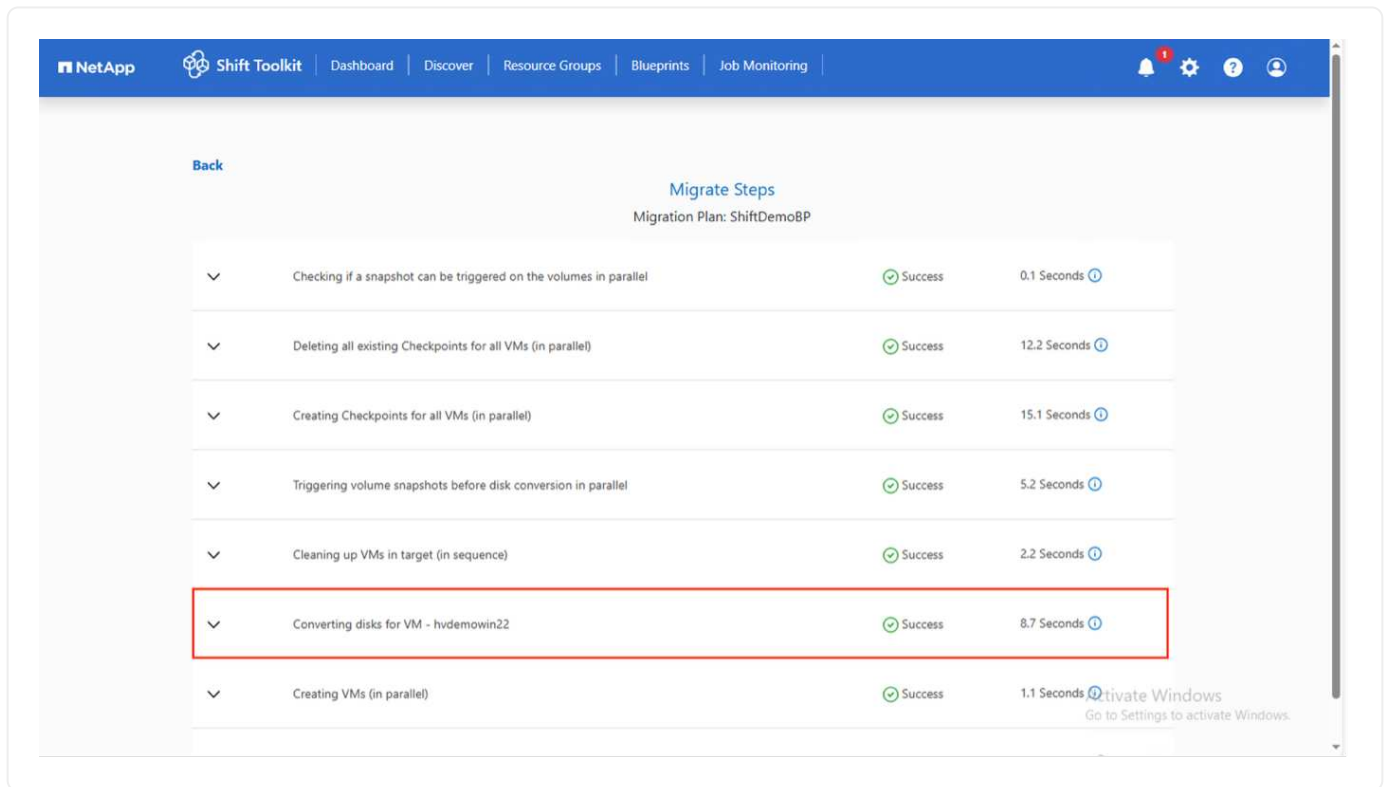 NetApp Shift Toolkit Dashboard Discover Resource Groups Blueprints Job Monitoring 1 ?
Back
Migrate Steps
Migration Plan: ShiftDemoBP
Checking if a snapshot can be triggered on the volumes in parallel Success 0.1 Seconds
Deleting all existing Checkpoints for all VMs (in parallel) Success 12.2 Seconds
Creating Checkpoints for all VMs (in parallel) Success 15.1 Seconds
Triggering volume snapshots before disk conversion in parallel Success 5.2 Seconds
Cleaning up VMs in target (in sequence) Success 2.2 Seconds
Converting disks for VM - hvdemowin22 Success 8.7 Seconds
Creating VMs (in parallel) Success 1.1 Seconds
Activate Windows
Go to Settings to activate Windows.